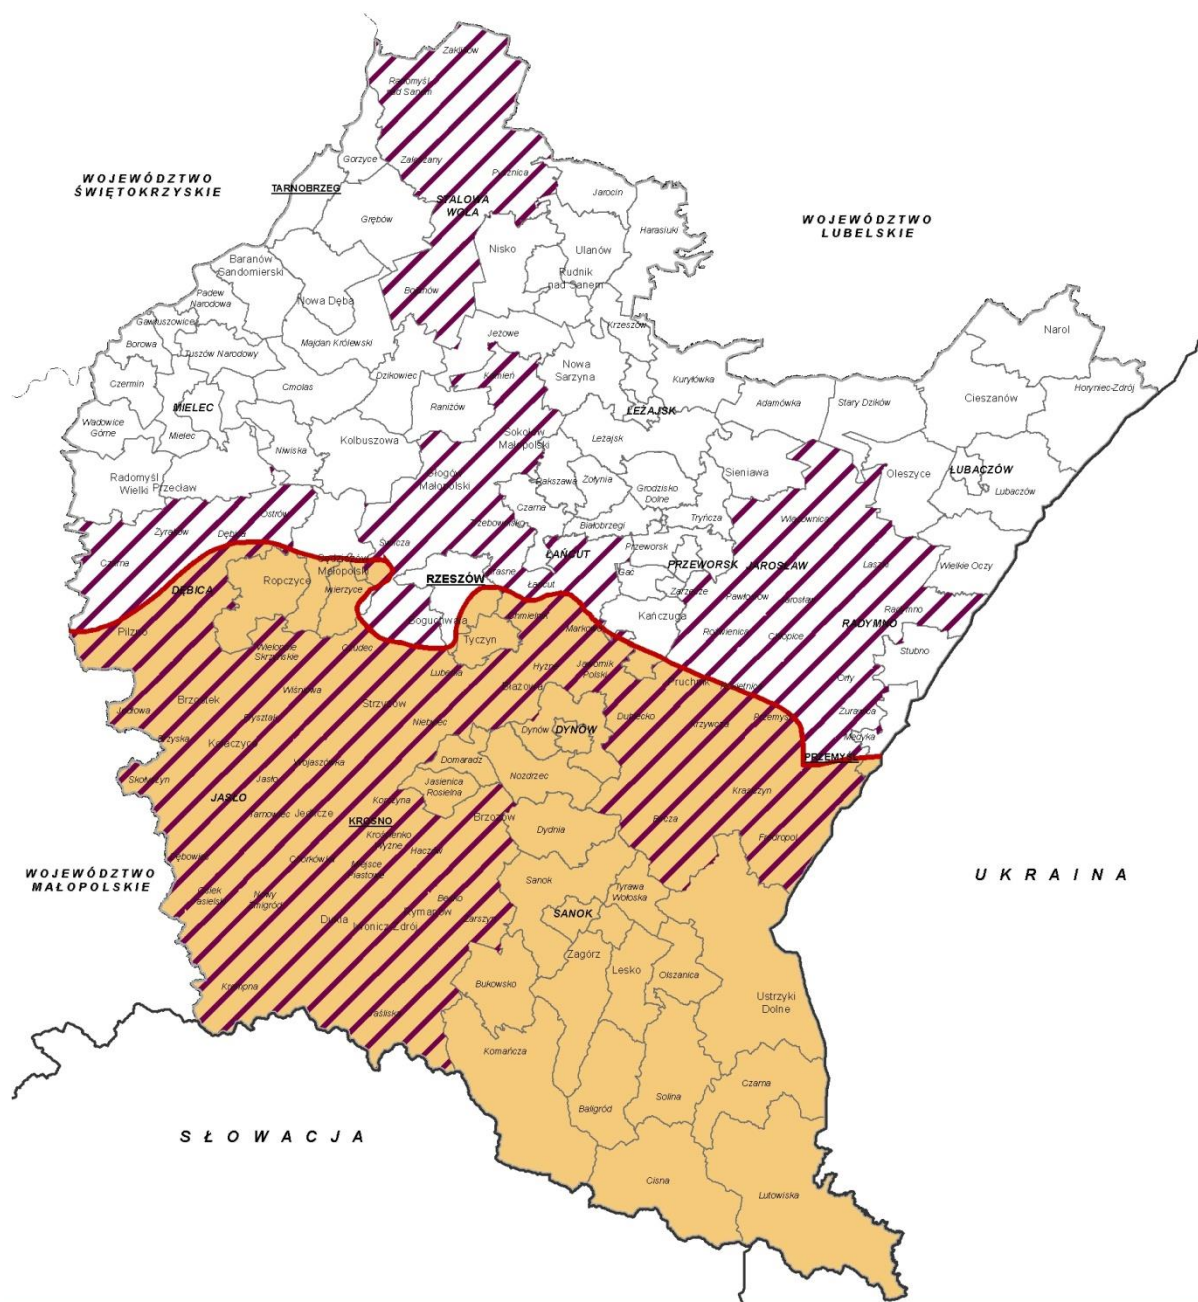 Zaklików
Radomyśl
nad Sanem
Gorzyce
Zaleszany
Pysznica
WOJEWÓDZTWO
ŚWIĘTOKRZYSKIE
TARNOBRZEG
STALOWA
WOLA
Jarocin
Grębów
Harasiuki
WOJEWÓDZTWO
LUBELSKIE
Nisko
Ulanów
Baranów
Sandomierski
Rudnik
nad Sanem
Bojanów
Padew
Narodowa
Nowa Dęba
Gawłuszowice
Krzeszów
Narol
Borowa
Tuszów Narodowy
Majdan Królewski
Jeżowe
Nowa
Sarzyna
Czermin
Cmolas
Dzikowiec
Kamień
Kuryłówka
Horyniec-Zdrój
MIELEC
Raniżów
LEŻAJSK
Adamówka
Stary Dzików
Cieszanów
Wadowice
Górne
Mielec
Niwiska
Kolbuszowa
Sokołów
Małopolski
Leżajsk
Radomyśl
Wielki
Przecław
Głogów
Małopolski
Rakszawa
Żołynia
Grodzisko
Dolne
Sieniawa
Oleszyce
LUBACZÓW
Lubaczów
Ostrów
Czarna
Żyraków
Dębica
Trzebownisko
Białobrzegi
Tryńcza
Wiązownica
Świlcza
Czarna
Sędziszów
Małopolski
Krasne
ŁAŃCUT
Łańcut
Przeworsk
PRZEWORSK
JAROSŁAW
Laszki
Wielkie Oczy
DĘBICA
Ropczyce
Iwierzyce
RZESZÓW
Gać
Zarzecze
Pawłosiów
Jarosław
Radymno
RADYMNO
Pilzno
Boguchwała
Chmielnik
Markowa
Kańczuga
Roźwienica
Chłopice
Stubno
Wielopole
Skrzyńskie
Czudec
Tyczyn
Lubenia
Hyżne
Jawornik
Polski
Pruchnik
Orły
Brzostek
Wiśniowa
Strzyżów
Błażowa
Dubiecko
Krzywcza
Przemyśl
Żurawica
Jodłowa
Frysztak
Niebylec
Dynów
DYNÓW
Medyka
Brzyska
Kołaczyce
Wojaszówka
Domaradz
PRZEMYŚL
Skołyszyn
Jasło
Jasienica
Rosielna
Nozdrzec
Krasiczyn
JASŁO
Tarnowiec
Jedlicze
Korczyna
KROSNO
Brzozów
Dydnia
Bircza
Fredropol
Krościenko
Wyżne
Haczów
Dębowiec
Chorkówka
Miejsce
Piastowe
WOJEWÓDZTWO
MAŁOPOLSKIE
Osiek
Jasielski
Nowy
Żmigród
Besko
Sanok
Tyrawa
Wołoska
UKRAINA
Dukla
Iwonicz Zdrój
Rymanów
Zarszyn
SANOK
Zagórz
Lesko
Olszanica
Krempna
Bukowsko
Ustrzyki
Dolne
Jaśliska
Komańcza
Czarna
Baligród
Solina
SŁOWACJA
Cisna
Lutowiska